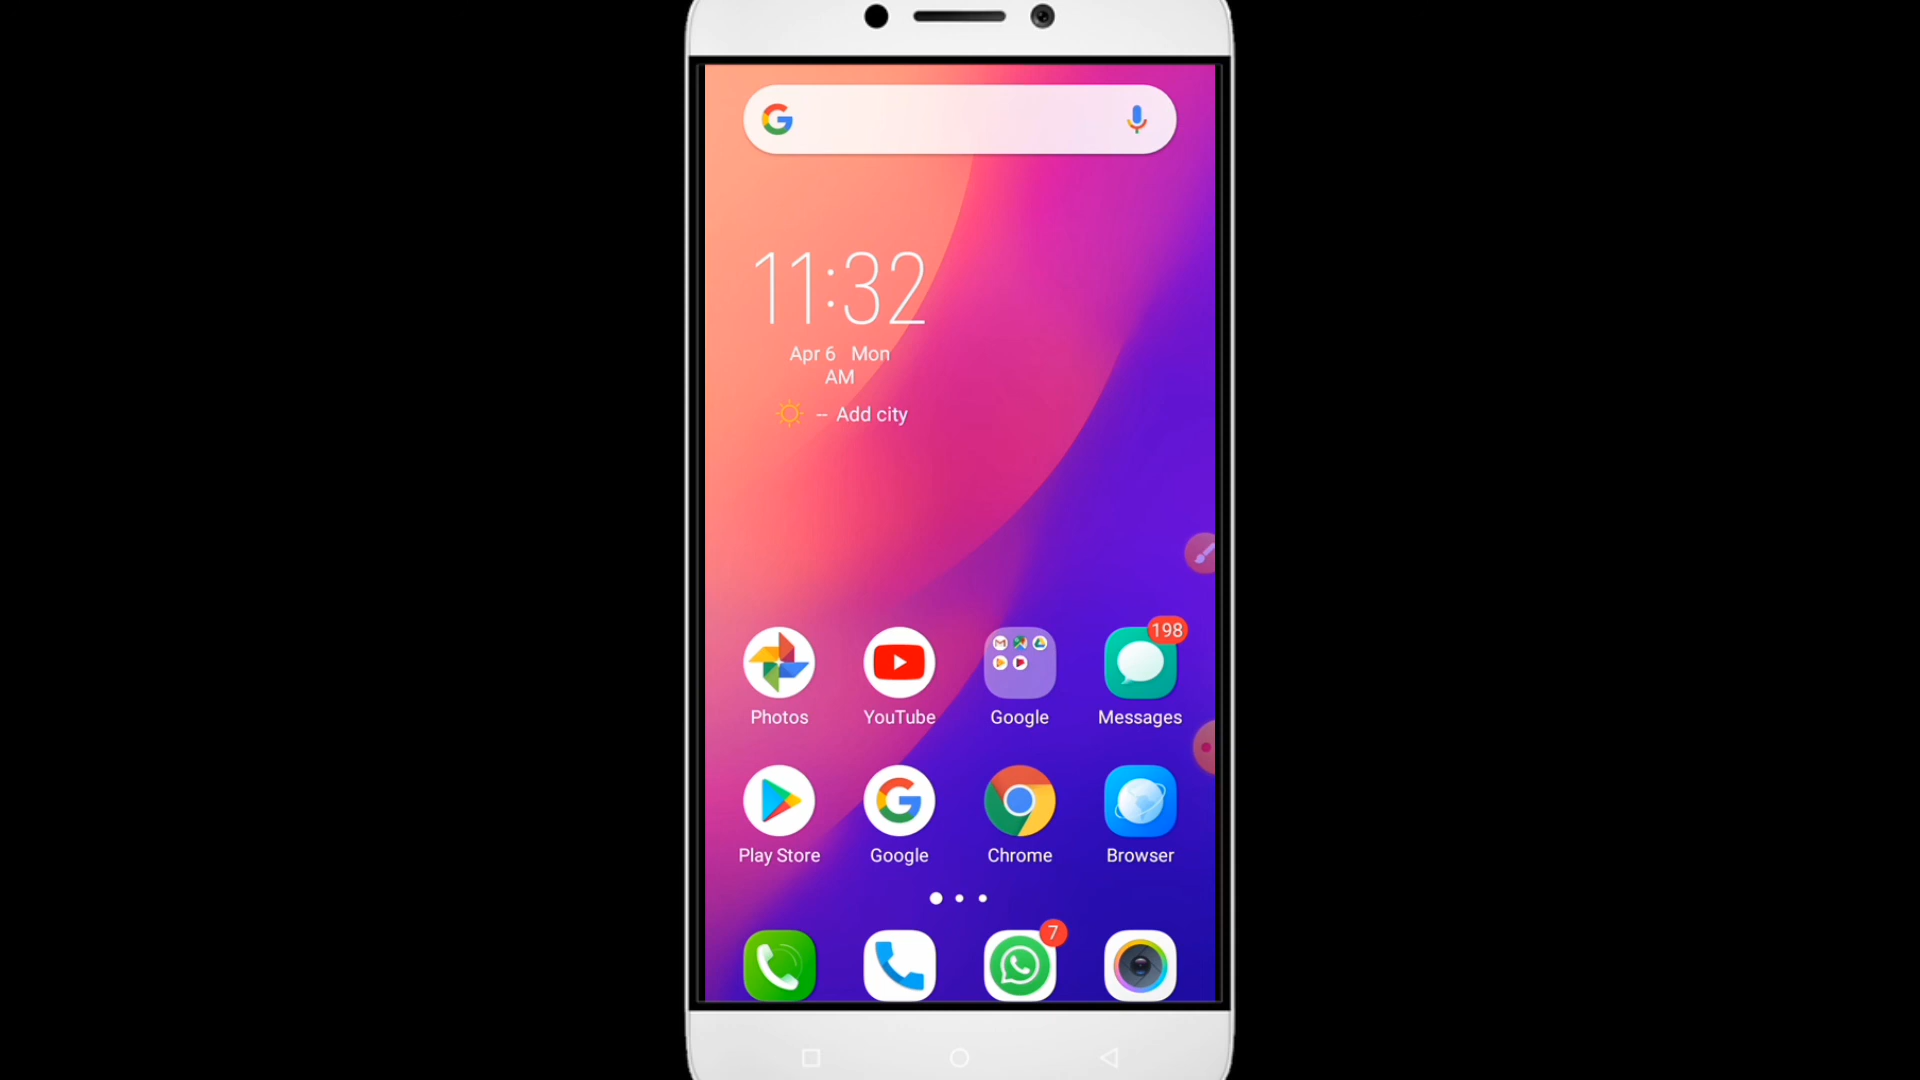 11:32
Apr 6 Mon
AM
-- Add city
198
Photos
YouTube
Google
Messages
Play Store
Google
Chrome
Browser
7